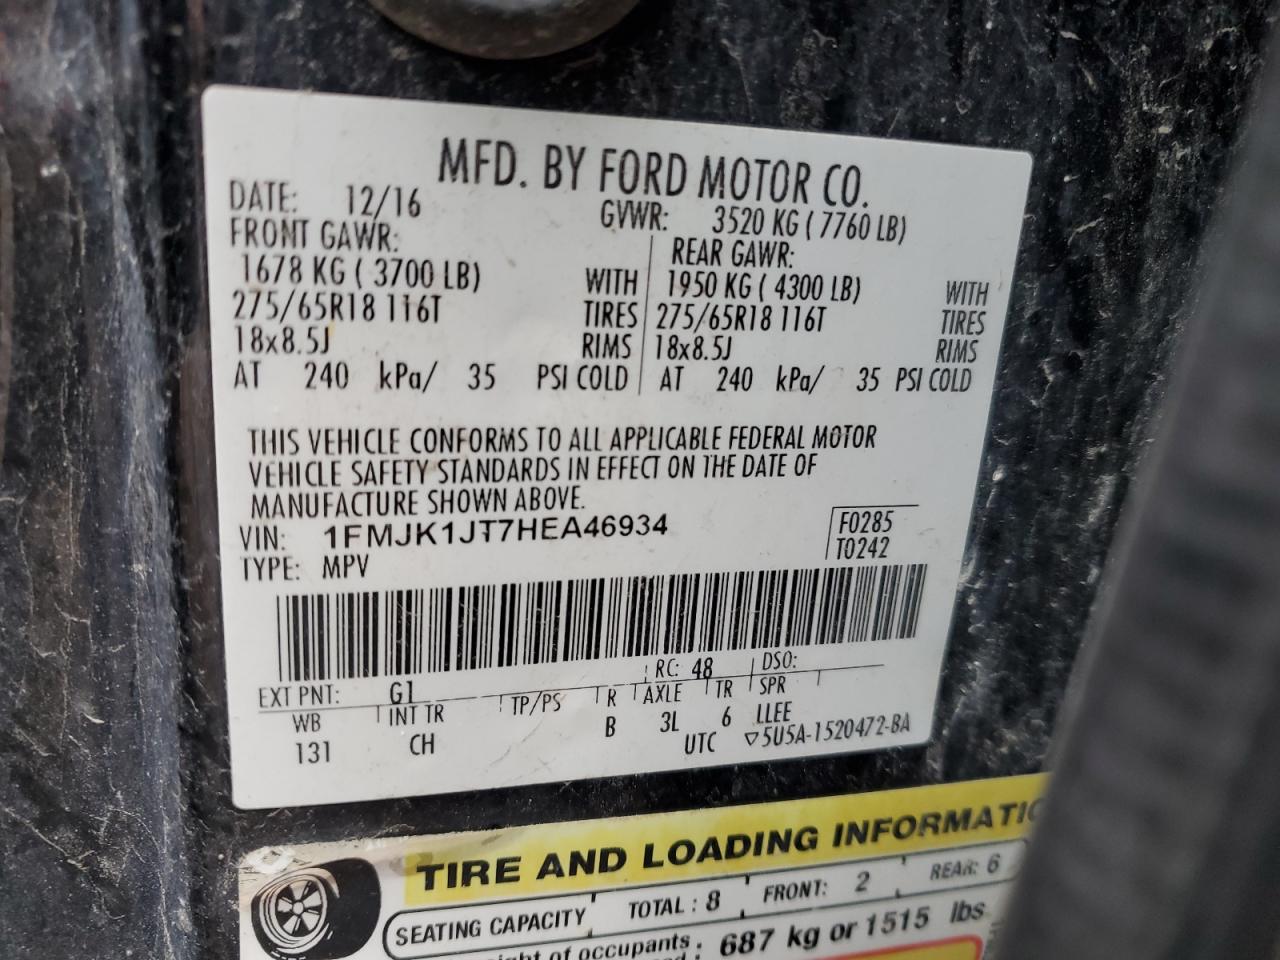 MFD. BY FORD MOTOR CO.
DATE: 12/16 GVWR: 3520 KG ( 7760 LB)
FRONT GAWR: REAR GAWR:
1678 KG ( 3700 LB) WITH 1950 KG ( 4300 LB) WITH
275/65R18 116T TIRES 275/65R18 116T TIRES
18x8.5J RIMS 18x8.5J RIMS
AT 240 kPa/ 35 PSI COLD AT 240 kPa/ 35 PSI COLD
THIS VEHICLE CONFORMS TO ALL APPLICABLE FEDERAL MOTOR
VEHICLE SAFETY STANDARDS IN EFFECT ON THE DATE OF
MANUFACTURE SHOWN ABOVE.
VIN: 1FMJK1JT7HEA46934 F0285
TYPE: MPV T0242
EXT PNT: G1 RC: 48 DSO:
WB INT TR TP/PS R AXLE TR SPR
131 CH B 3L 6 LLEE
UTC ▽5U5A-1520472-BA
TIRE AND LOADING INFORMATIO
SEATING CAPACITY TOTAL : 8 FRONT: 2 REAR: 6
of occupants : 687 kg or 1515 lbs